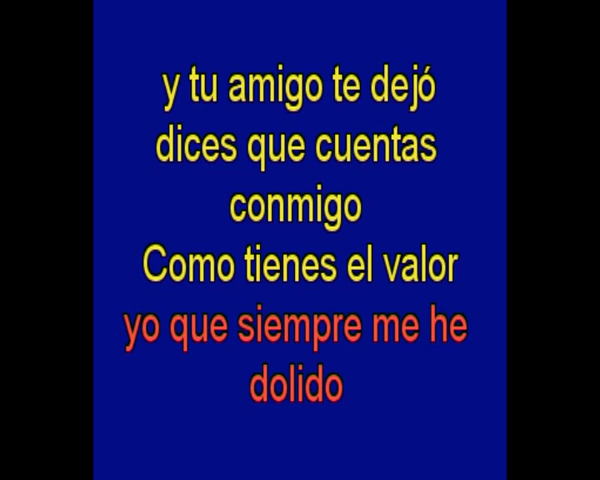 y tu amigo te dejó
dices que cuentas
conmigo
Como tienes el valor
yo que siempre me he
dolido